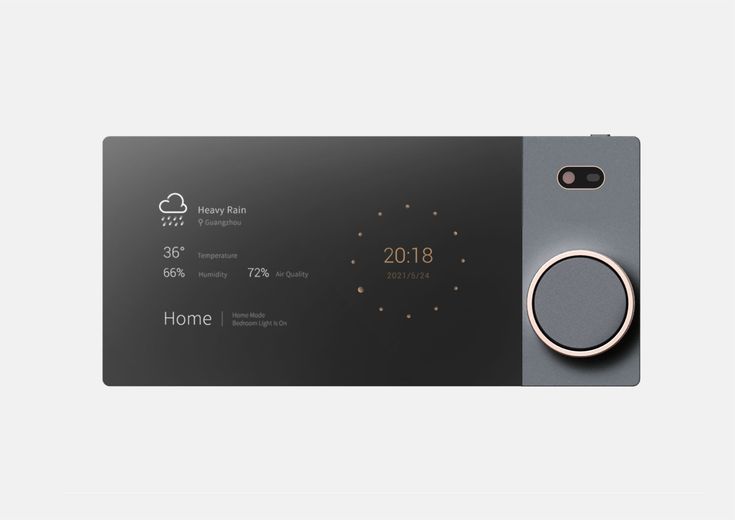 Heavy Rain
Guangzhou
36° Temperature
66% Humidity 72% Air Quality
Home
Home Mode
Bedroom Light Is On
20:18
2021/5/24